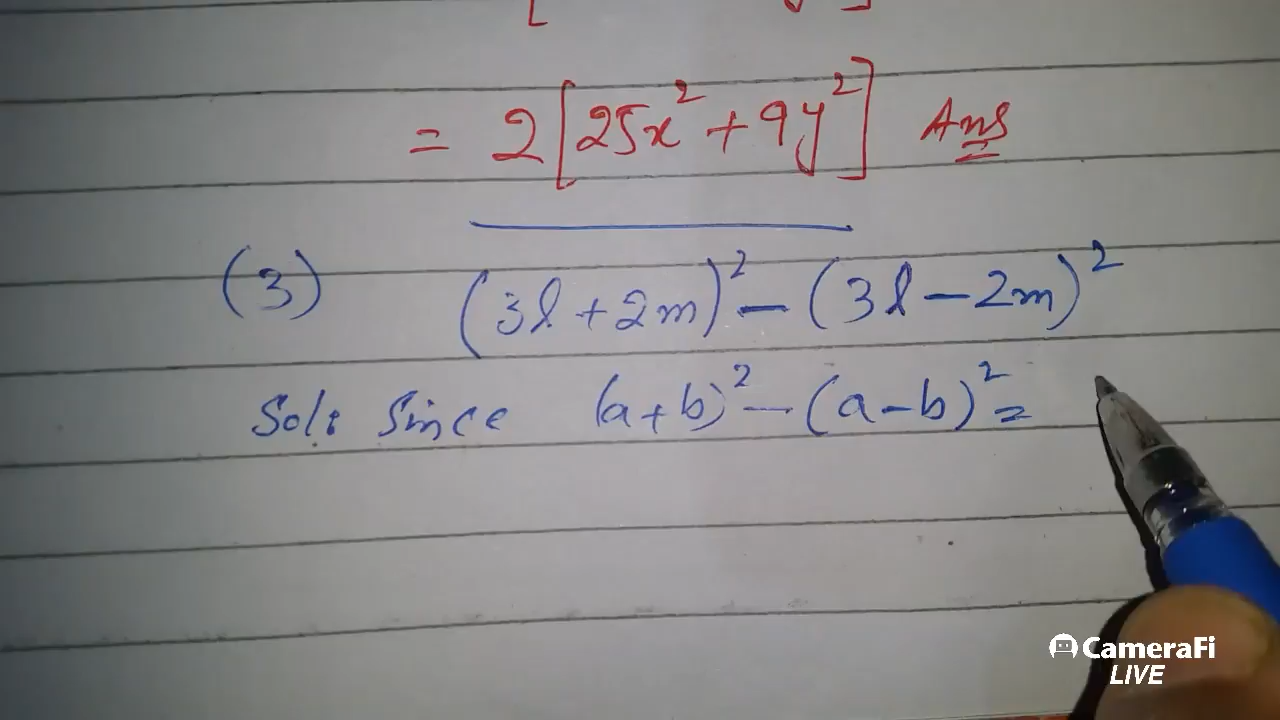 = 2[25x² + 9y²] Ans
(3) (3l + 2m)² - (3l - 2m)²
Sol: Since (a + b)² - (a - b)² =
CameraFi
LIVE